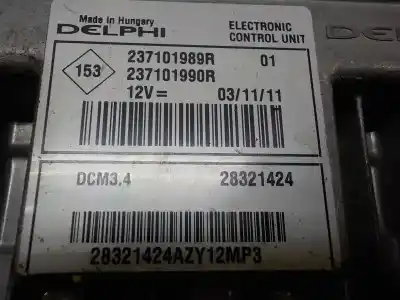 Made in Hungary
DELPHI
ELECTRONIC
CONTROL UNIT
153
237101989R 01
237101990R
12V= 03/11/11
DCM3.4 28321424
28321424AZY12MP3